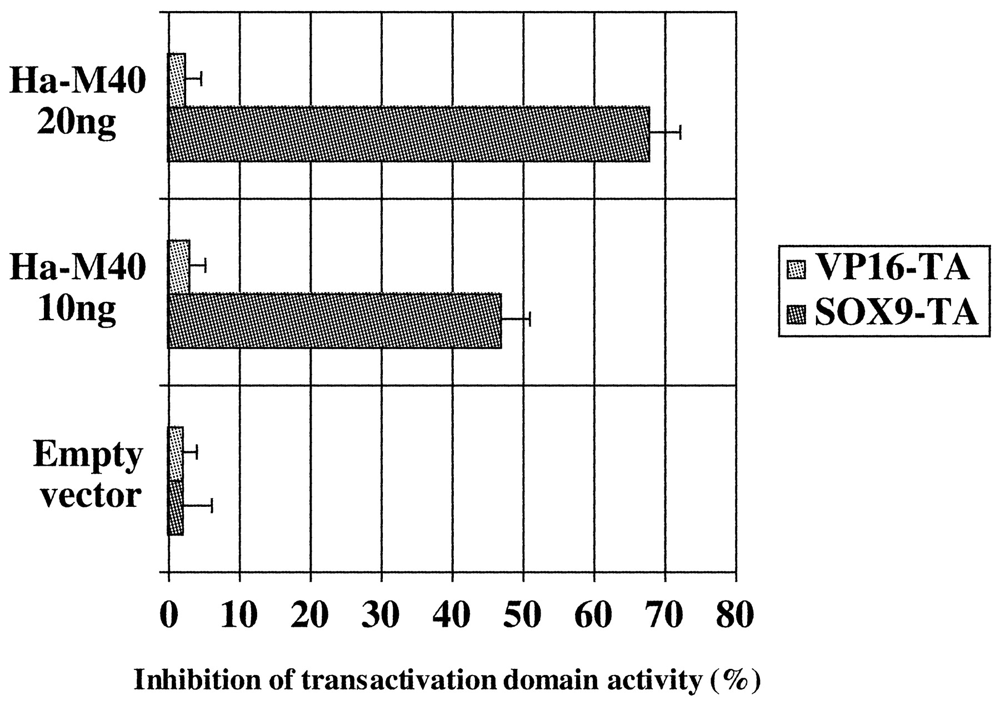 Ha-M40
20ng
Ha-M40
10ng
Empty
vector
0 10 20 30 40 50 60 70 80
Inhibition of transactivation domain activity (%)
VP16-TA
SOX9-TA